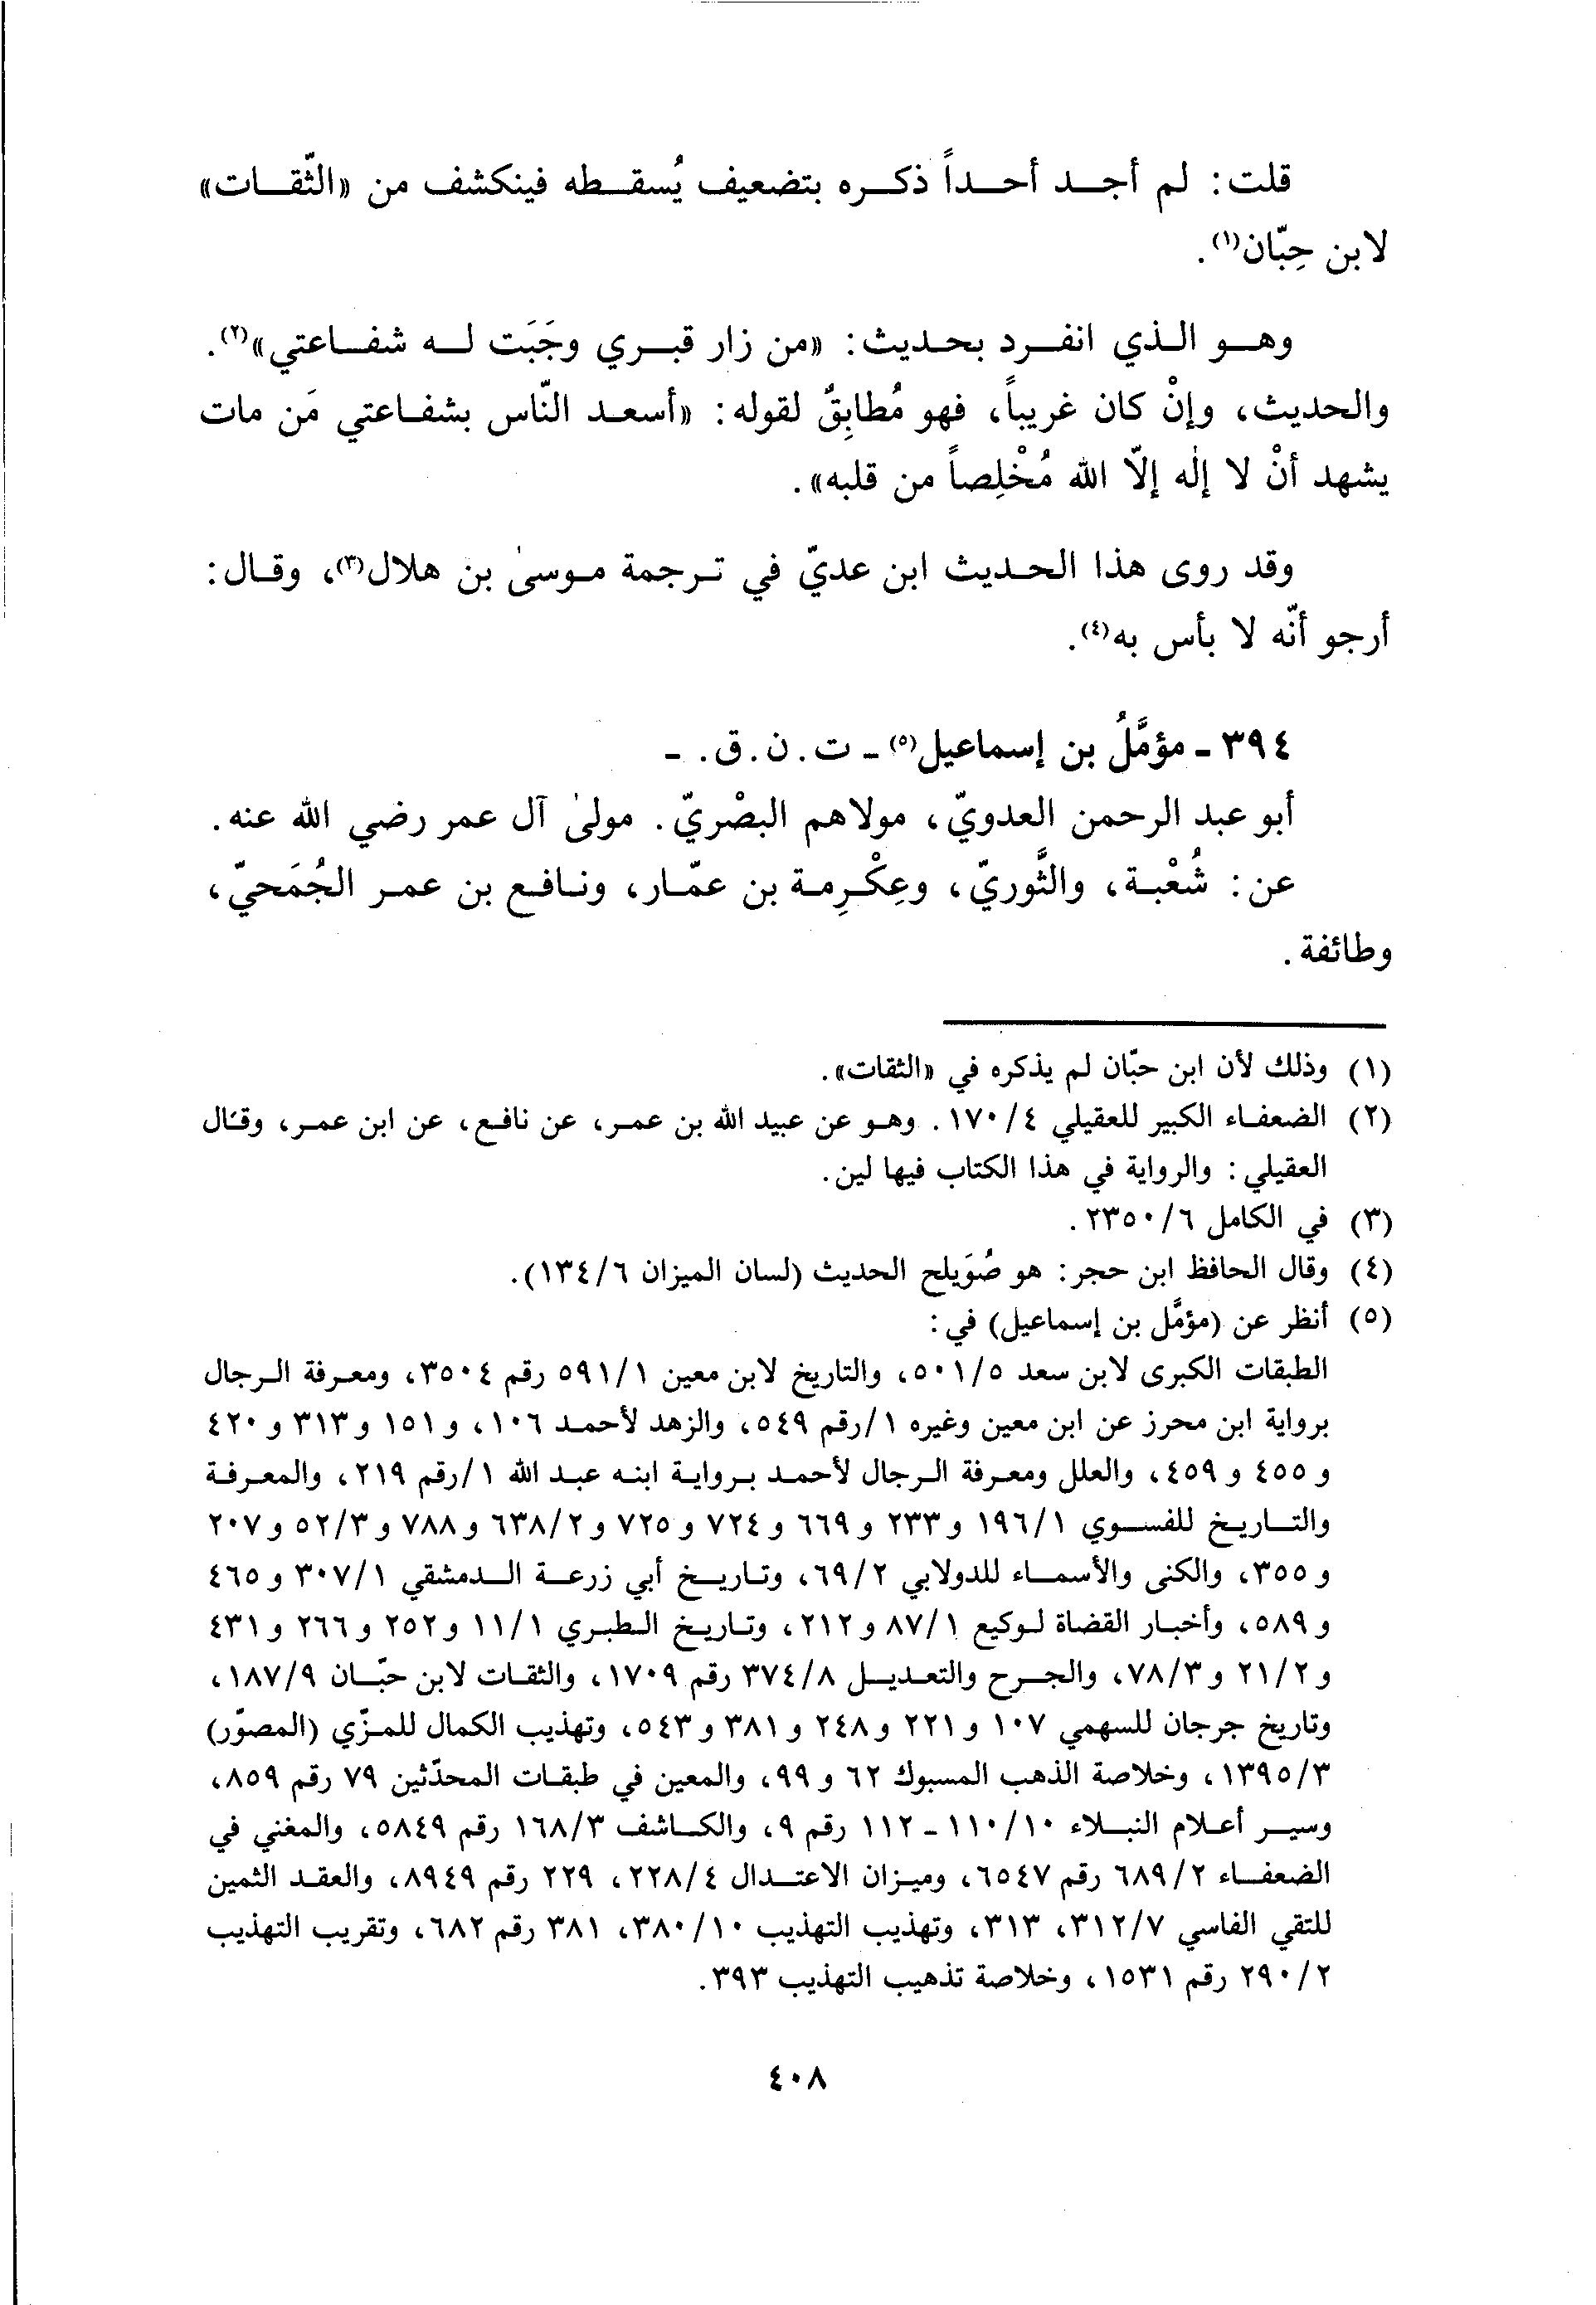 قلت: لم أجد أحداً ذكره بتضعيف يُسقطه فينكشف من «الثّقات»
لابن حِبّان(١).
وهو الذي انفرد بحديث: «من زار قبري وجَبَت له شفاعتي»(٢).
والحديث، وإنْ كان غريباً، فهو مُطابِقٌ لقوله: «أسعد النّاس بشفاعتي مَن مات
يشهد أنْ لا إله إلّا الله مُخْلِصاً من قلبه».
وقد روى هذا الحديث ابن عديّ في ترجمة موسىٰ بن هلال(٣)، وقال:
أرجو أنّه لا بأس به(٤).
٣٩٤ - مؤمَّلُ بن إسماعيل(٥) - ت. ن. ق. -
أبو عبد الرحمن العدويّ، مولاهم البصْريّ. مولىٰ آل عمر رضي الله عنه.
عن: شُعْبة، والثَّوريّ، وعِكْرِمة بن عمّار، ونافع بن عمر الجُمَحيّ،
وطائفة.
(١) وذلك لأن ابن حبّان لم يذكره في «الثقات».
(٢) الضعفاء الكبير للعقيلي ٤/١٧٠. وهو عن عبيد الله بن عمر، عن نافع، عن ابن عمر، وقال
العقيلي: والرواية في هذا الكتاب فيها لين.
(٣) في الكامل ٦/٢٣٥٠.
(٤) وقال الحافظ ابن حجر: هو صُوَيلح الحديث (لسان الميزان ٦/١٣٤).
(٥) أنظر عن (مؤمَّل بن إسماعيل) في:
الطبقات الكبرى لابن سعد ٥/٥٠١، والتاريخ لابن معين ١/٥٩١ رقم ٣٥٠٤، ومعرفة الرجال
برواية ابن محرز عن ابن معين وغيره ١/رقم ٥٤٩، والزهد لأحمد ١٠٦، و١٥١ و٣١٣ و٤٢٠
و٤٥٥ و٤٥٩، والعلل ومعرفة الرجال لأحمد برواية ابنه عبد الله ١/رقم ٢١٩، والمعرفة
والتاريخ للفسوي ١/١٩٦ و٢٣٣ و٦٦٩ و٧٢٤ و٧٢٥ و٢/٦٣٨ و٧٨٨ و٣/٥٢ و٢٠٧
و٣٥٥، والكنى والأسماء للدولابي ٢/٦٩، وتاريخ أبي زرعة الدمشقي ١/٣٠٧ و٤٦٥
و٥٨٩، وأخبار القضاة لوكيع ١/٨٧ و٢١٢، وتاريخ الطبري ١/١١ و٢٥٢ و٢٦٦ و٤٣١
و٢/٢١ و٣/٧٨، والجرح والتعديل ٨/٣٧٤ رقم ١٧٠٩، والثقات لابن حبّان ٩/١٨٧،
وتاريخ جرجان للسهمي ١٠٧ و٢٢١ و٢٤٨ و٣٨١ و٥٤٣، وتهذيب الكمال للمزّي (المصوّر)
٣/١٣٩٥، وخلاصة الذهب المسبوك ٦٢ و٩٩، والمعين في طبقات المحدّثين ٧٩ رقم ٨٥٩،
وسير أعلام النبلاء ١٠/١١٠ - ١١٢ رقم ٩، والكاشف ٣/١٦٨ رقم ٥٨٤٩، والمغني في
الضعفاء ٢/٦٨٩ رقم ٦٥٤٧، وميزان الاعتدال ٤/٢٢٨، ٢٢٩ رقم ٨٩٤٩، والعقد الثمين
للتقي الفاسي ٧/٣١٢، ٣١٣، وتهذيب التهذيب ١٠/٣٨٠، ٣٨١ رقم ٦٨٢، وتقريب التهذيب
٢/٢٩٠ رقم ١٥٣١، وخلاصة تذهيب التهذيب ٣٩٣.
٤٠٨